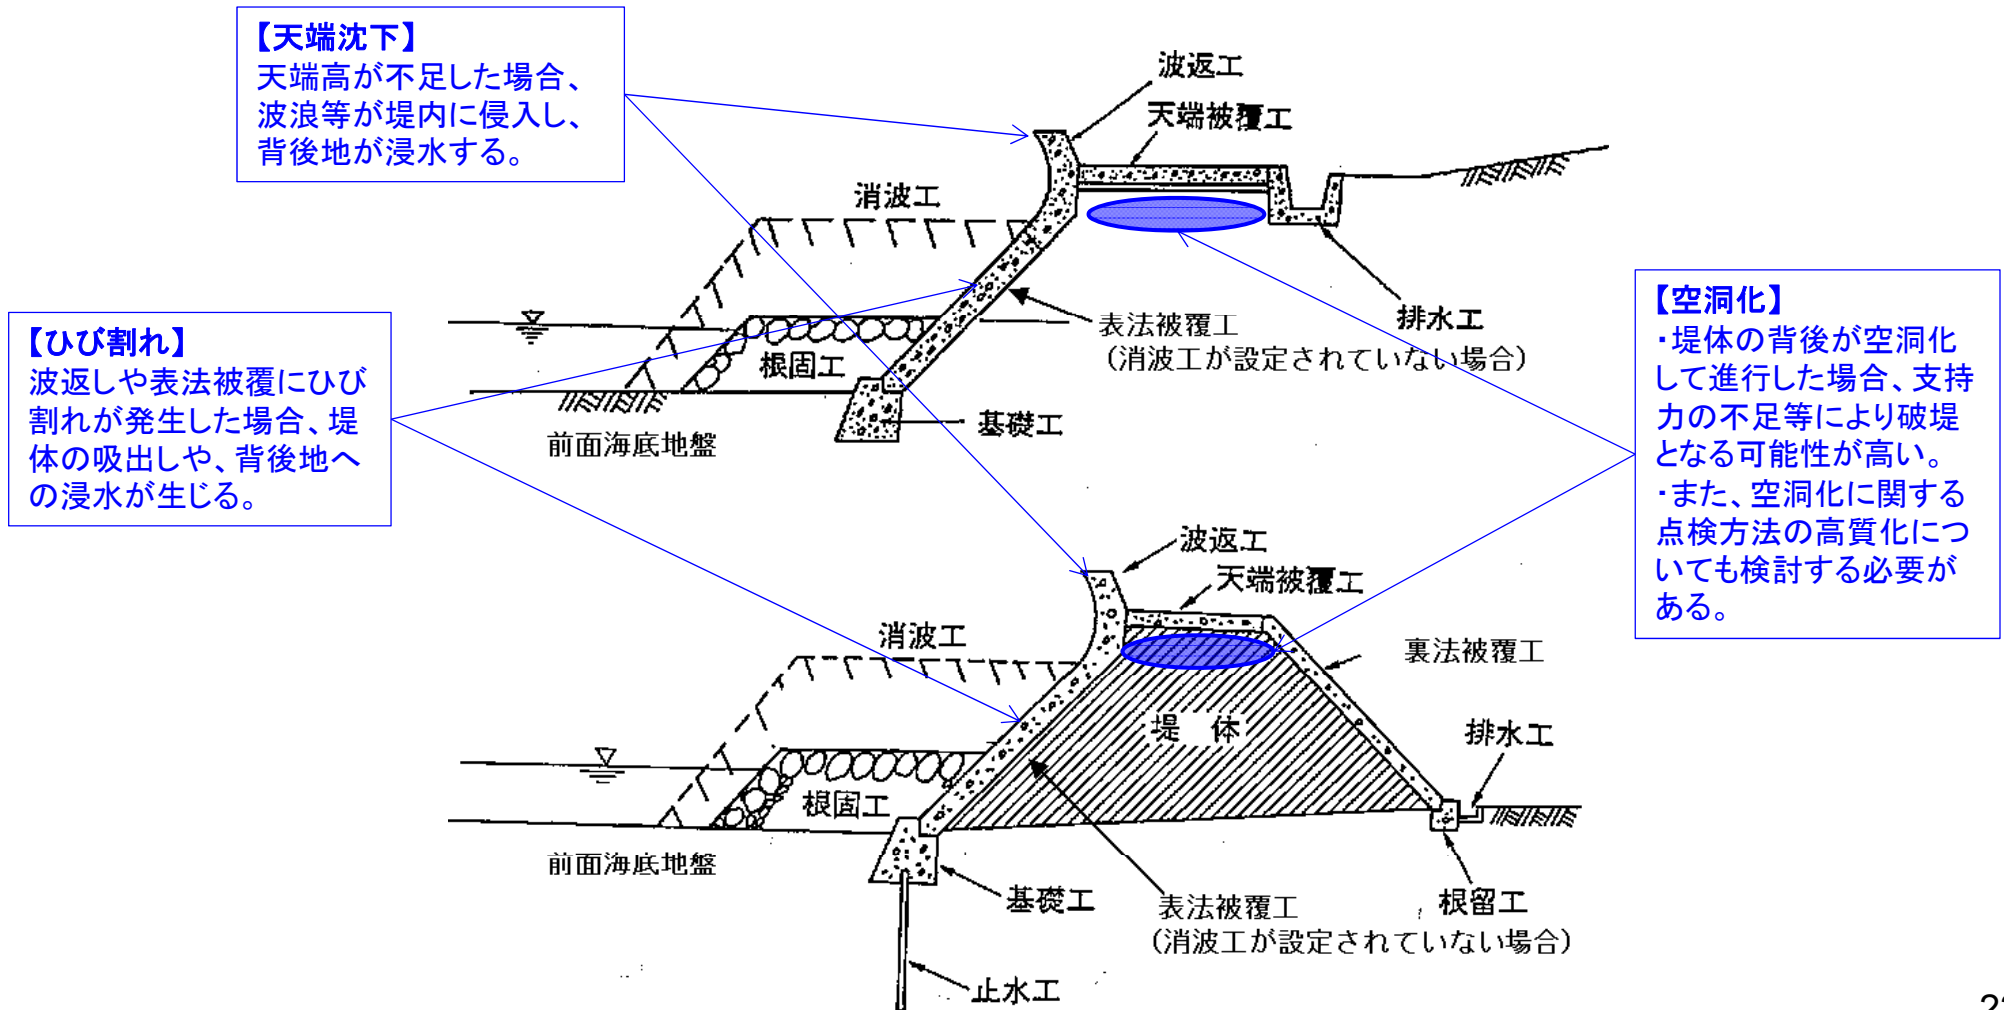 【天端沈下】
天端高が不足した場合、
波浪等が堤内に侵入し、
背後地が浸水する。
波返工
天端被覆工
消波工
排水工
表法被覆工
（消波工が設定されていない場合）
根固工
基礎工
前面海底地盤
【ひび割れ】
波返しや表法被覆にひび
割れが発生した場合、堤
体の吸出しや、背後地へ
の浸水が生じる。
【空洞化】
・堤体の背後が空洞化
して進行した場合、支持
力の不足等により破堤
となる可能性が高い。
・また、空洞化に関する
点検方法の高質化につ
いても検討する必要が
ある。
波返工
天端被覆工
消波工
裏法被覆工
堤　体
排水工
根固工
前面海底地盤
基礎工
表法被覆工
（消波工が設定されていない場合）
根留工
止水工